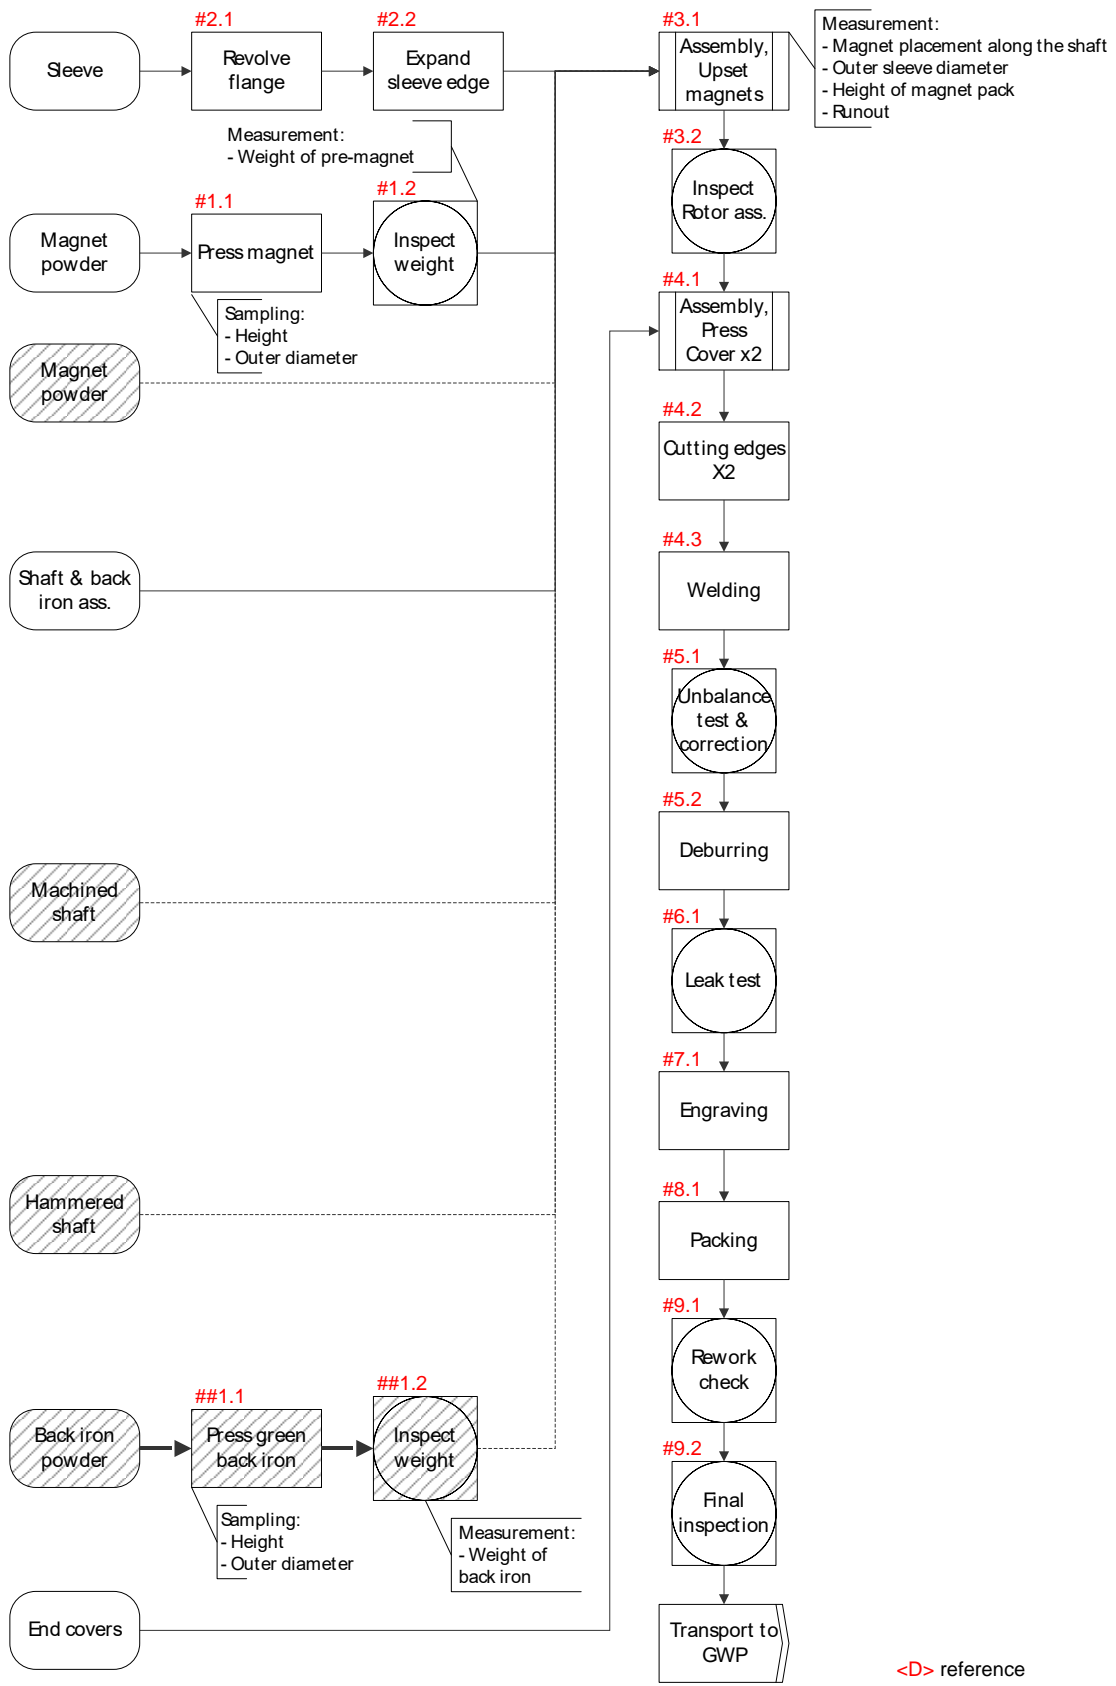 #2.1
#2.2
#3.1
Sleeve
Revolve
flange
Expand
sleeve edge
Assembly,
Upset
magnets
Measurement:
- Magnet placement along the shaft
- Outer sleeve diameter
- Height of magnet pack
- Runout
Measurement:
- Weight of pre-magnet
#3.2
Inspect
Rotor ass.
#1.1
#1.2
Magnet
powder
Press magnet
Inspect
weight
Sampling:
- Height
- Outer diameter
#4.1
Assembly,
Press
Cover x2
Magnet
powder
#4.2
Cutting edges
X2
#4.3
Welding
Shaft & back
iron ass.
#5.1
Unbalance
test &
correction
#5.2
Deburring
Machined
shaft
#6.1
Leak test
#7.1
Engraving
Hammered
shaft
#8.1
Packing
#9.1
Rework
check
##1.1
##1.2
Back iron
powder
Press green
back iron
Inspect
weight
#9.2
Final
inspection
Sampling:
- Height
- Outer diameter
Measurement:
- Weight of
back iron
End covers
Transport to
GWP
<D> reference